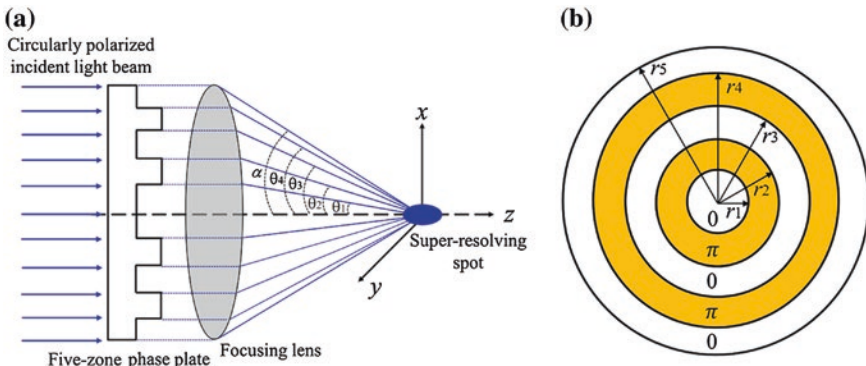 (a)
Circularly polarized
incident light beam
x
α
θ4
θ3
θ2
θ1
z
y
Super-resolving
spot
Five-zone phase plate
Focusing lens
(b)
r5
r4
r3
r2
r1
0
π
0
π
0